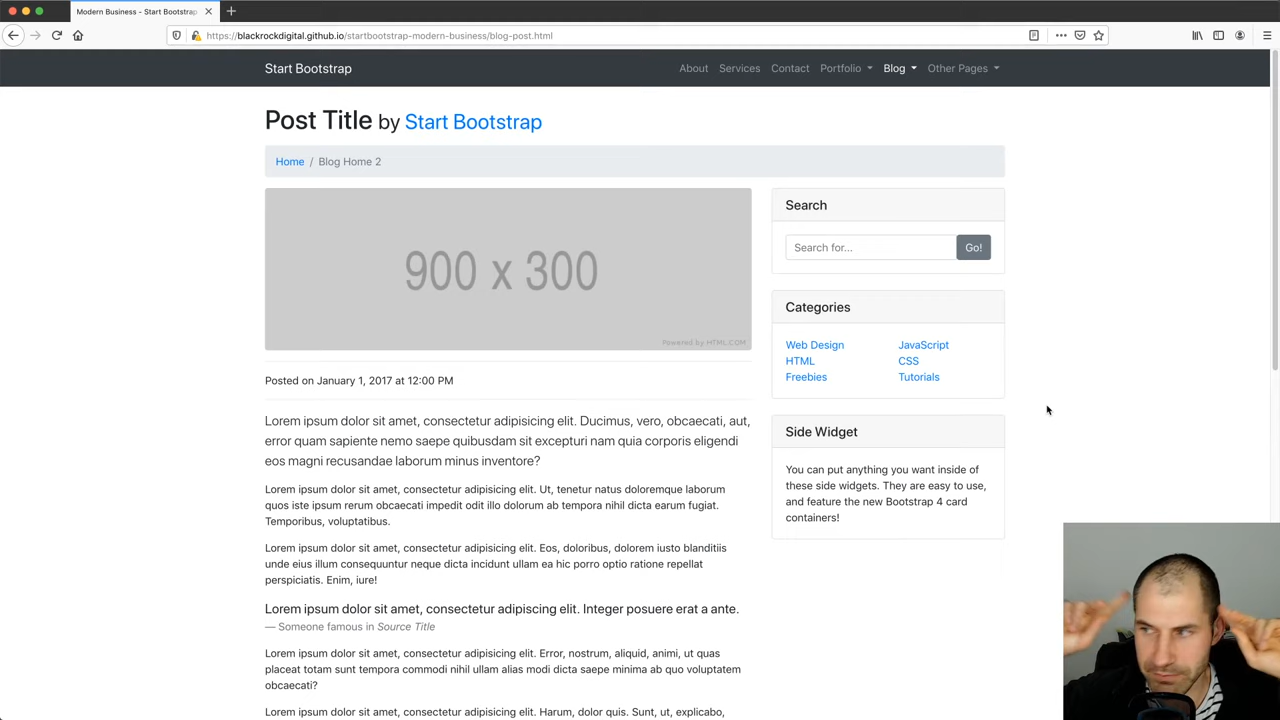 Modern Business - Start Bootstrap
https://blackrockdigital.github.io/startbootstrap-modern-business/blog-post.html
Start Bootstrap
About Services Contact Portfolio Blog Other Pages
Post Title by Start Bootstrap
Home / Blog Home 2
900 x 300
Powered by HTML.COM
Posted on January 1, 2017 at 12:00 PM
Lorem ipsum dolor sit amet, consectetur adipisicing elit. Ducimus, vero, obcaecati, aut,
error quam sapiente nemo saepe quibusdam sit excepturi nam quia corporis eligendi
eos magni recusandae laborum minus inventore?
Lorem ipsum dolor sit amet, consectetur adipisicing elit. Ut, tenetur natus doloremque laborum
quos iste ipsum rerum obcaecati impedit odit illo dolorum ab tempora nihil dicta earum fugiat.
Temporibus, voluptatibus.
Lorem ipsum dolor sit amet, consectetur adipisicing elit. Eos, doloribus, dolorem iusto blanditiis
unde eius illum consequuntur neque dicta incidunt ullam ea hic porro optio ratione repellat
perspiciatis. Enim, iure!
Lorem ipsum dolor sit amet, consectetur adipiscing elit. Integer posuere erat a ante.
— Someone famous in Source Title
Lorem ipsum dolor sit amet, consectetur adipisicing elit. Error, nostrum, aliquid, animi, ut quas
placeat totam sunt tempora commodi nihil ullam alias modi dicta saepe minima ab quo voluptatem
obcaecati?
Lorem ipsum dolor sit amet, consectetur adipisicing elit. Harum, dolor quis. Sunt, ut, explicabo,
Search
Search for...
Go!
Categories
Web Design JavaScript
HTML CSS
Freebies Tutorials
Side Widget
You can put anything you want inside of
these side widgets. They are easy to use,
and feature the new Bootstrap 4 card
containers!